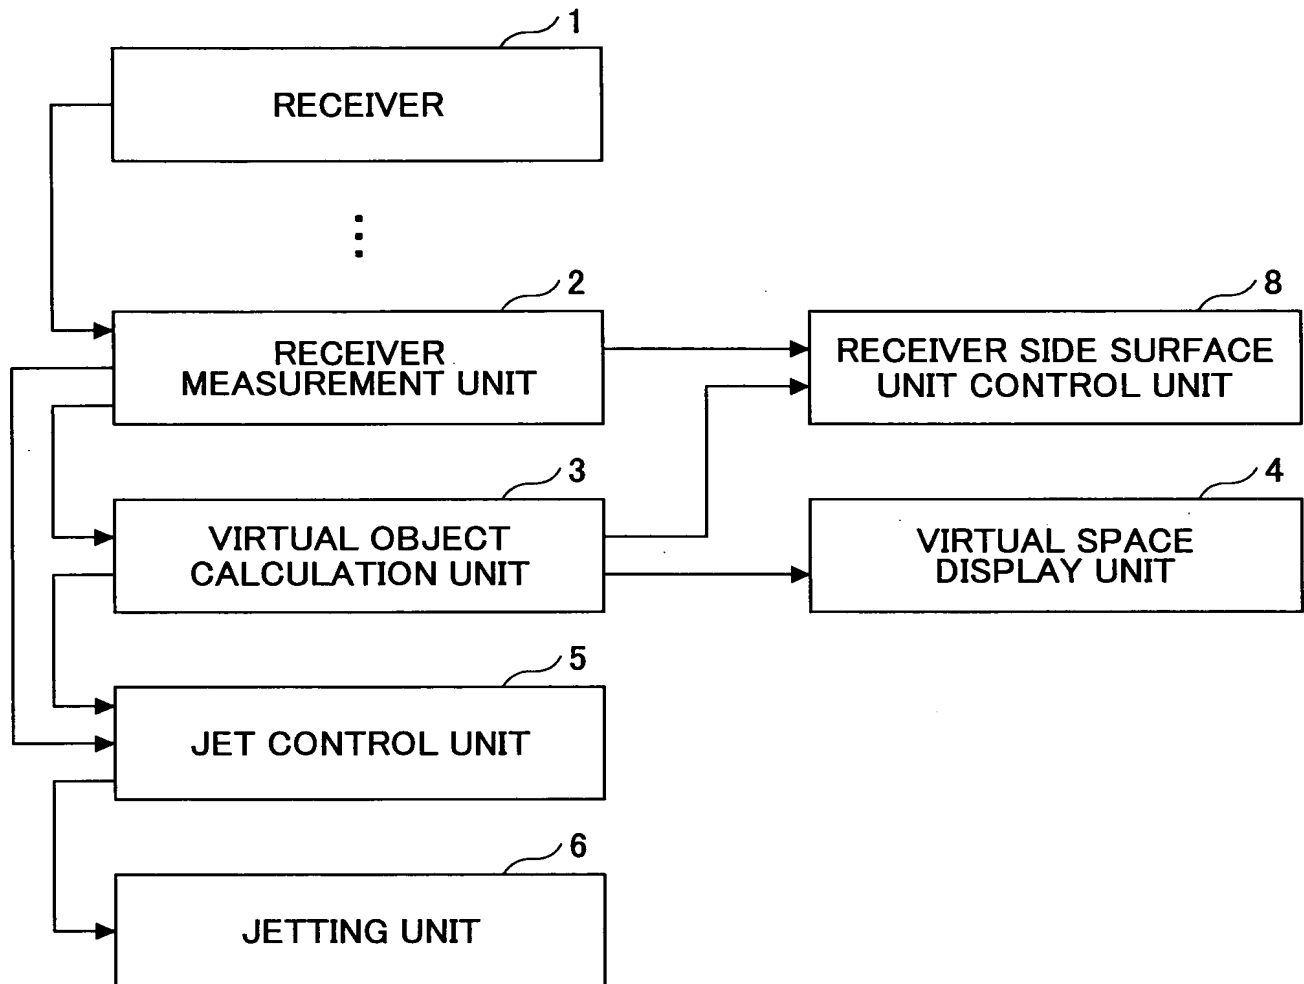 1
RECEIVER
2
RECEIVER
MEASUREMENT UNIT
8
RECEIVER SIDE SURFACE
UNIT CONTROL UNIT
3
VIRTUAL OBJECT
CALCULATION UNIT
4
VIRTUAL SPACE
DISPLAY UNIT
5
JET CONTROL UNIT
6
JETTING UNIT